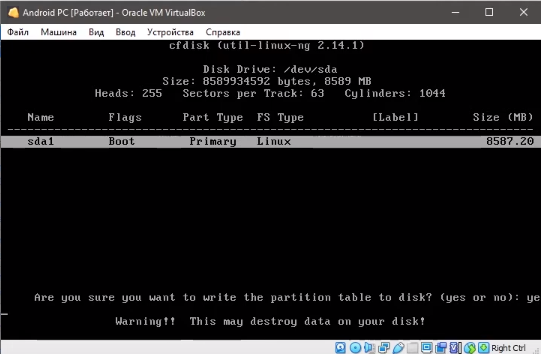 Android PC [Работает] - Oracle VM VirtualBox
Файл Машина Вид Ввод Устройства Справка
cfdisk (util-linux-ng 2.14.1)
Disk Drive: /dev/sda
Size: 8589934592 bytes, 8589 MB
Heads: 255 Sectors per Track: 63 Cylinders: 1044
Name Flags Part Type FS Type [Label] Size (MB)
sda1 Boot Primary Linux 8587.20
Are you sure you want to write the partition table to disk? (yes or no): ye
Warning!! This may destroy data on your disk!
Right Ctrl